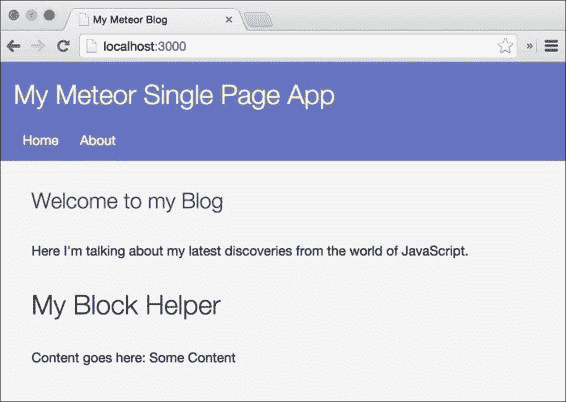 My Meteor Blog
localhost:3000
My Meteor Single Page App
Home About
Welcome to my Blog
Here I'm talking about my latest discoveries from the world of JavaScript.
My Block Helper
Content goes here: Some Content